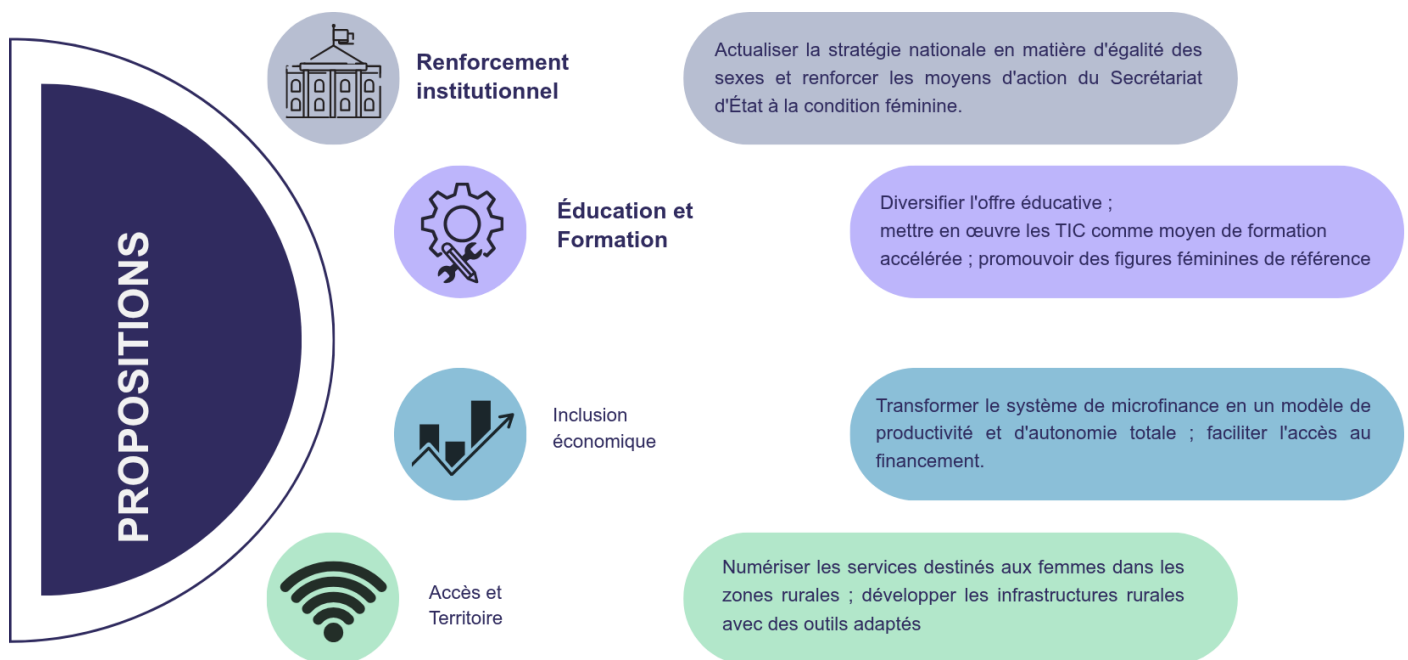 PROPOSITIONS
Renforcement
institutionnel
Actualiser la stratégie nationale en matière d'égalité des
sexes et renforcer les moyens d'action du Secrétariat
d'État à la condition féminine.
Éducation et
Formation
Diversifier l'offre éducative ;
mettre en œuvre les TIC comme moyen de formation
accélérée ; promouvoir des figures féminines de référence
Inclusion
économique
Transformer le système de microfinance en un modèle de
productivité et d'autonomie totale ; faciliter l'accès au
financement.
Accès et
Territoire
Numériser les services destinés aux femmes dans les
zones rurales ; développer les infrastructures rurales
avec des outils adaptés